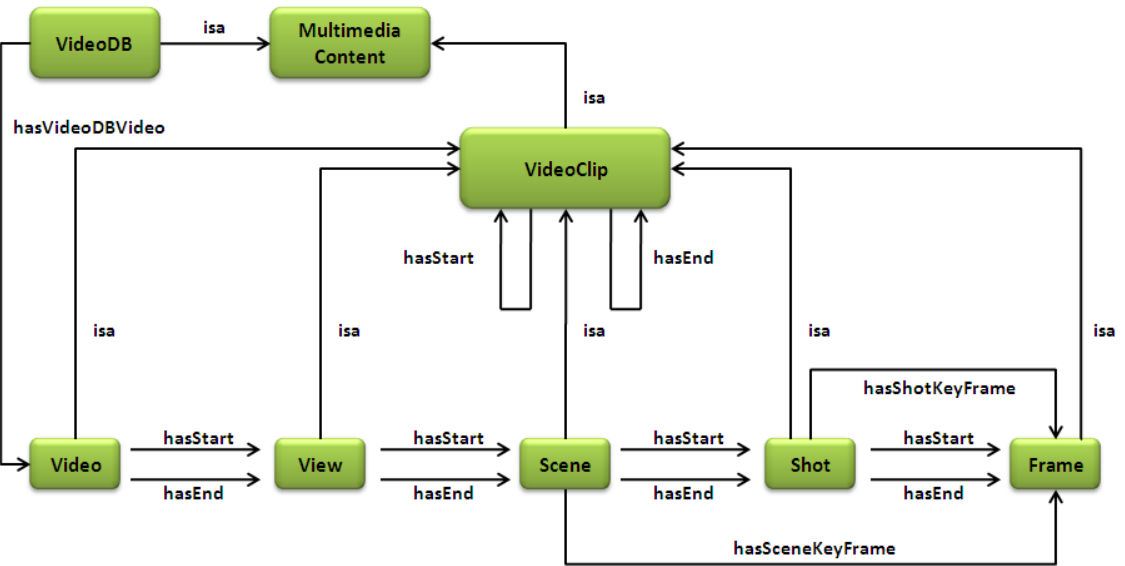 VideoDB
isa
Multimedia
Content
isa
hasVideoDBVideo
VideoClip
hasStart
hasEnd
isa
isa
isa
isa
isa
hasShotKeyFrame
hasStart
hasStart
hasStart
hasStart
Video
View
Scene
Shot
Frame
hasEnd
hasEnd
hasEnd
hasEnd
hasSceneKeyFrame